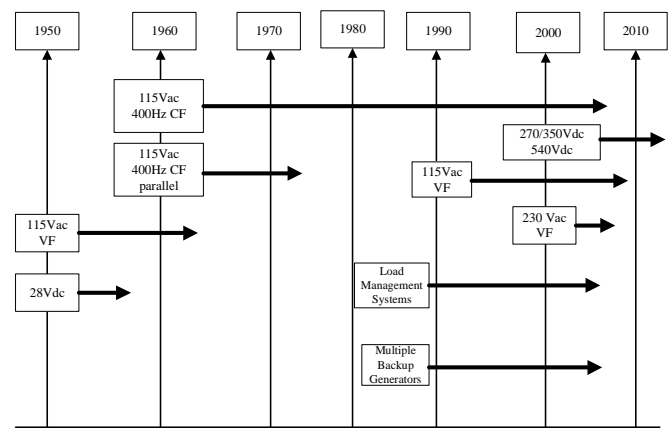 1950
1960
1970
1980
1990
2000
2010
115Vac
400Hz CF
270/350Vdc
540Vdc
115Vac
400Hz CF
parallel
115Vac
VF
115Vac
VF
230 Vac
VF
28Vdc
Load
Management
Systems
Multiple
Backup
Generators